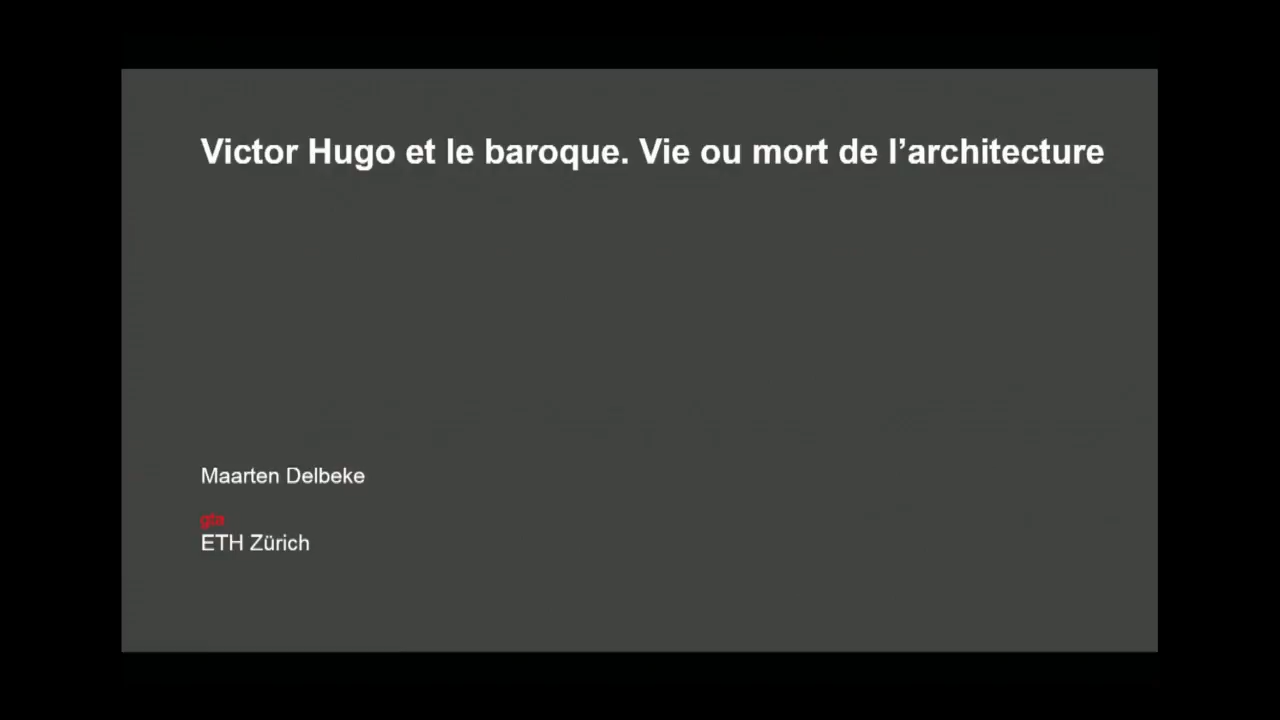 Victor Hugo et le baroque. Vie ou mort de l’architecture
Maarten Delbeke
gta
ETH Zürich